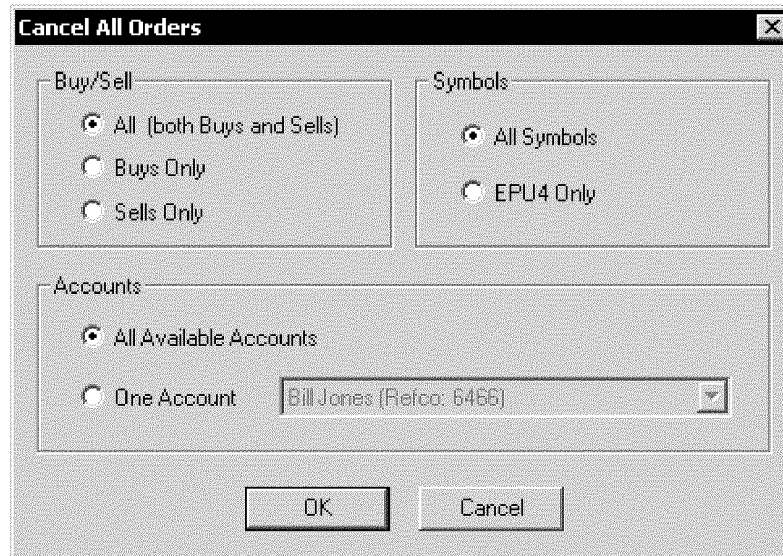 Cancel All Orders
Buy/Sell
All (both Buys and Sells)
Buys Only
Sells Only
Symbols
All Symbols
EPU4 Only
Accounts
All Available Accounts
One Account
Bill Jones (Refco: 6466)
OK
Cancel